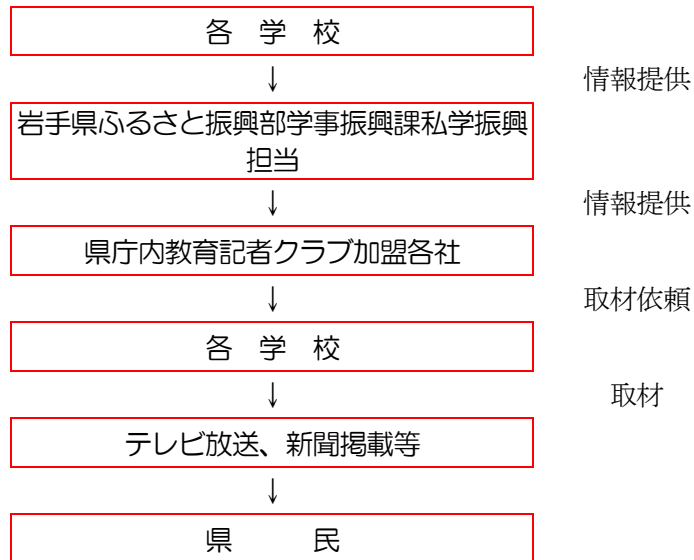 各　学　校
↓　情報提供
岩手県ふるさと振興部学事振興課私学振興
担当
↓　情報提供
県庁内教育記者クラブ加盟各社
↓　取材依頼
各　学　校
↓　取材
テレビ放送、新聞掲載等
↓
県　　　民